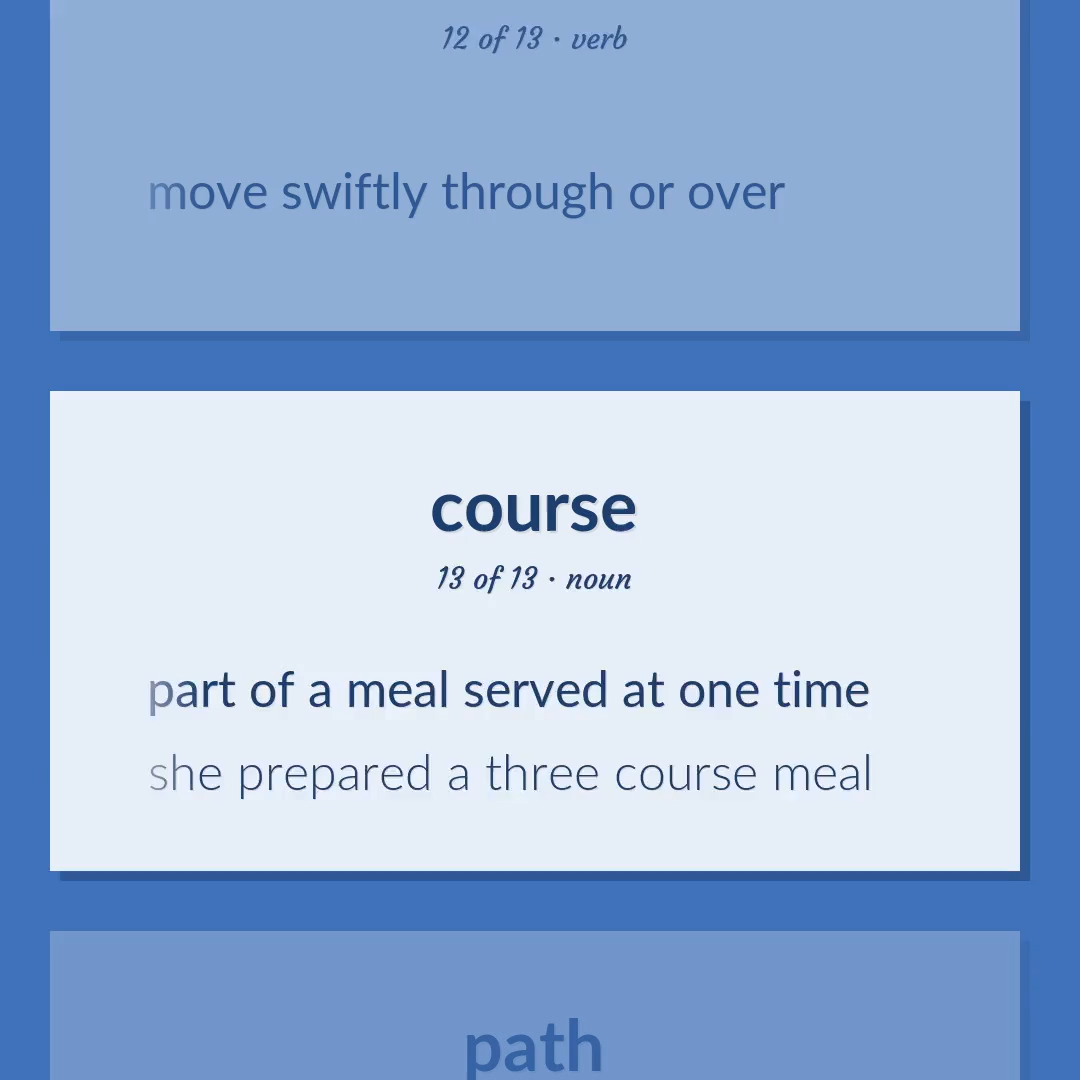 12 of 13 · verb
move swiftly through or over
course
13 of 13 · noun
part of a meal served at one time
she prepared a three course meal
path